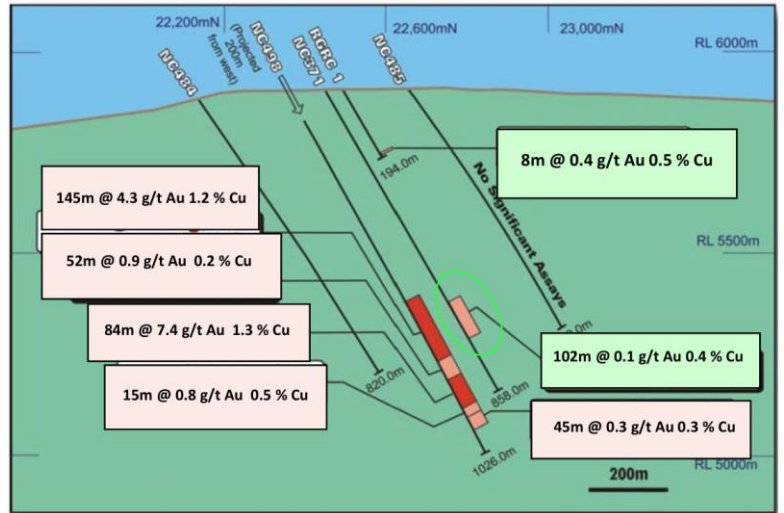 22,200mN
22,600mN
23,000mN
RL 6000m
NC484
(Projected
200m
from west)
NC498
NC371
RGRC 1
NC485
194.0m
8m @ 0.4 g/t Au 0.5 % Cu
No Significant Assays
145m @ 4.3 g/t Au 1.2 % Cu
RL 5500m
52m @ 0.9 g/t Au 0.2 % Cu
84m @ 7.4 g/t Au 1.3 % Cu
102m @ 0.1 g/t Au 0.4 % Cu
15m @ 0.8 g/t Au 0.5 % Cu
820.0m
858.0m
45m @ 0.3 g/t Au 0.3 % Cu
1026.0m
RL 5000m
200m